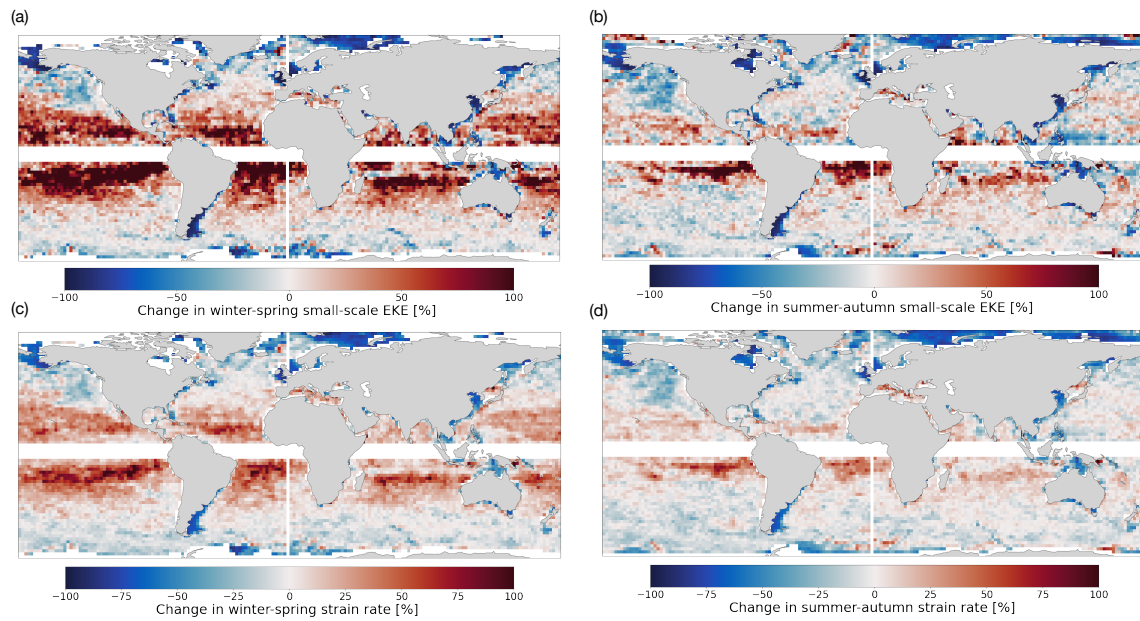 (a)
(b)
−100 −50 0 50 100
Change in winter-spring small-scale EKE [%]
−100 −50 0 50 100
Change in summer-autumn small-scale EKE [%]
(c)
(d)
−100 −75 −50 −25 0 25 50 75 100
Change in winter-spring strain rate [%]
−100 −75 −50 −25 0 25 50 75 100
Change in summer-autumn strain rate [%]